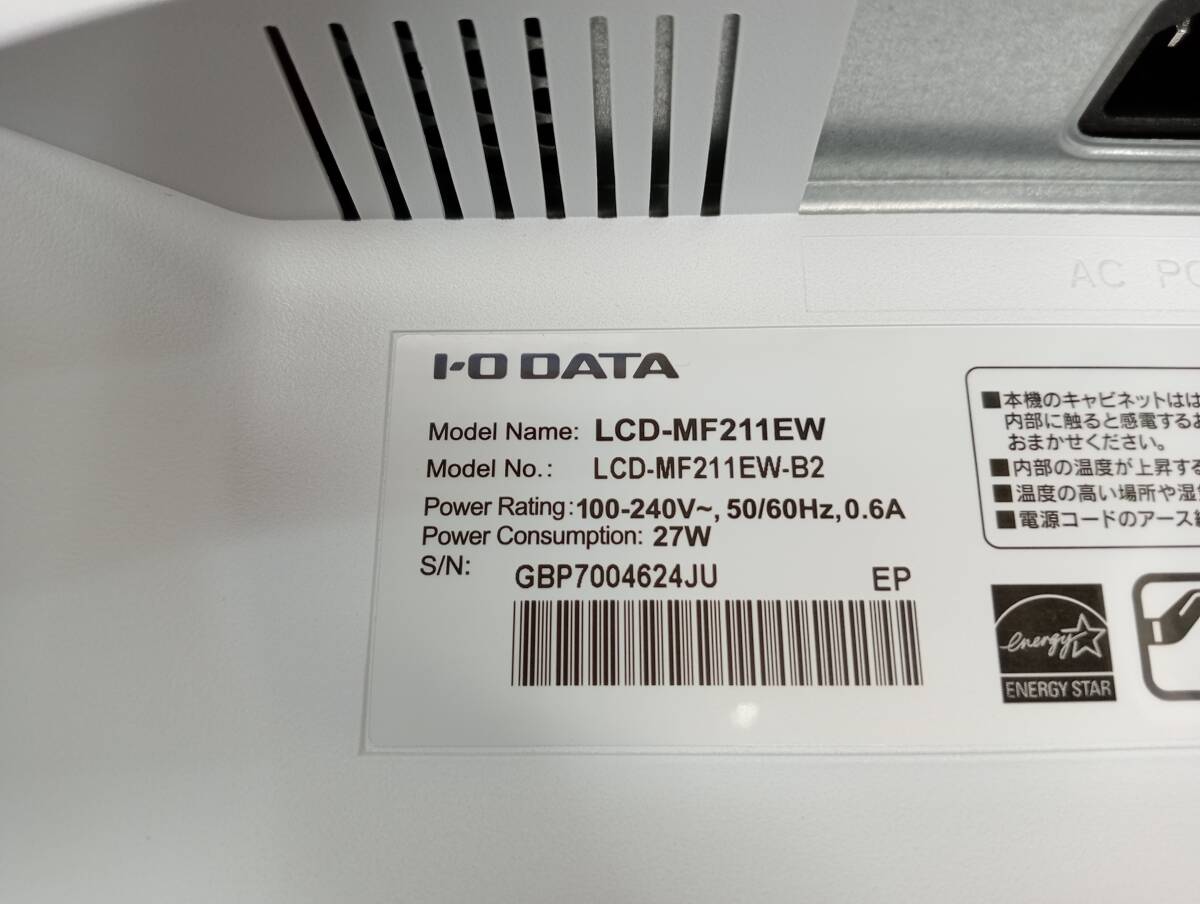 AC PO
I-O DATA
Model Name: LCD-MF211EW
Model No.: LCD-MF211EW-B2
Power Rating: 100-240V~, 50/60Hz, 0.6A
Power Consumption: 27W
S/N: GBP7004624JU EP
■本機のキャビネットはは
内部に触ると感電する
おまかせください。
■内部の温度が上昇する
■温度の高い場所や湿
■電源コードのアース
energy
ENERGY STAR